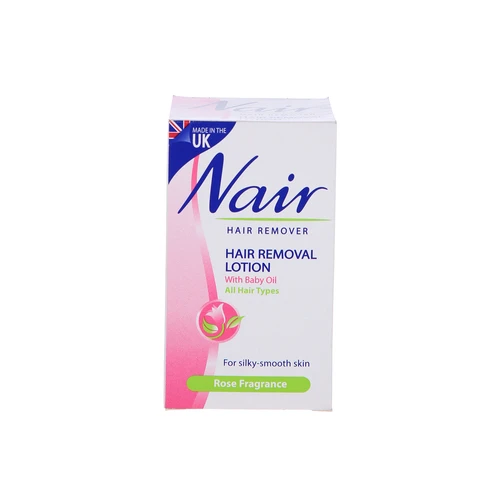 Nair
MADE IN THE
UK
Nair
HAIR REMOVER
HAIR REMOVAL
LOTION
With Baby Oil
All Hair Types
For silky-smooth skin
Rose Fragrance